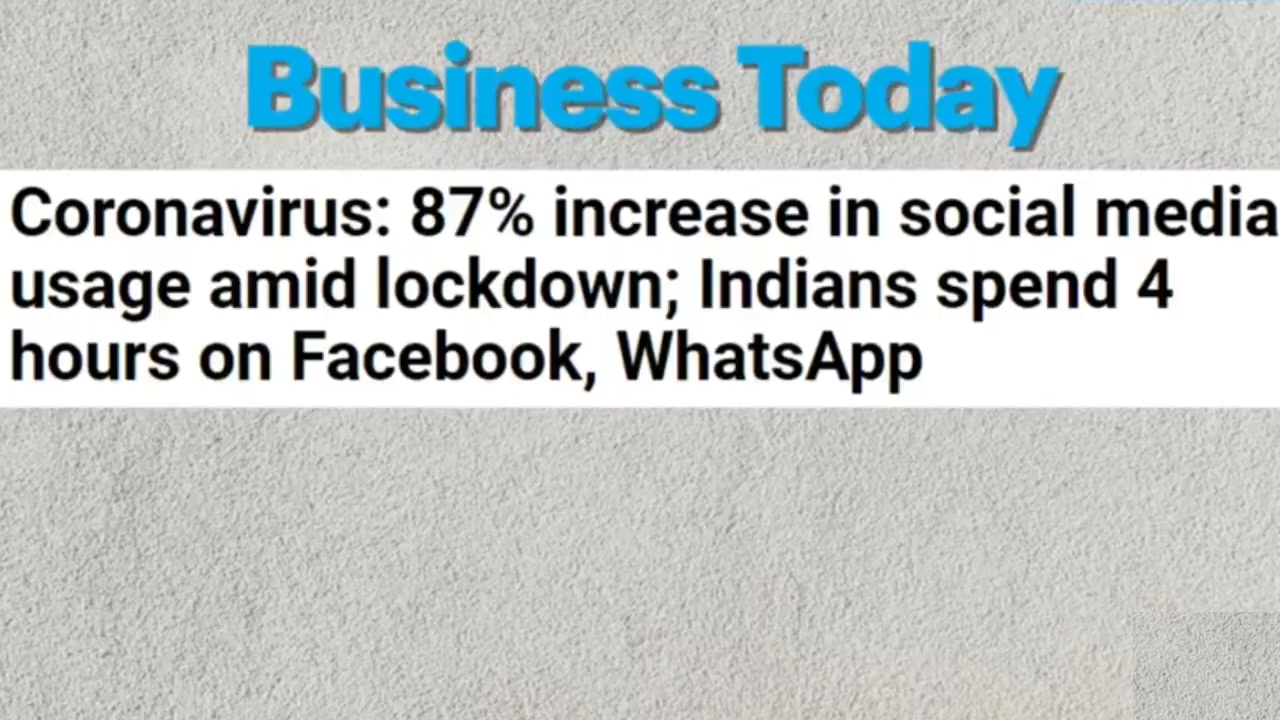 Business Today
Coronavirus: 87% increase in social media
usage amid lockdown; Indians spend 4
hours on Facebook, WhatsApp